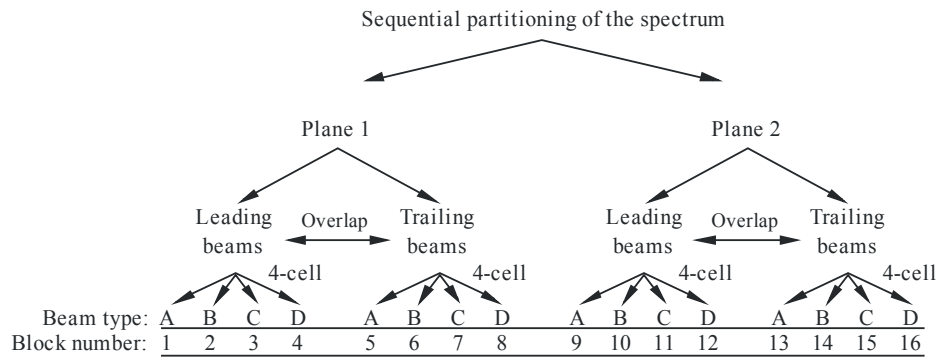 Sequential partitioning of the spectrum
Plane 1 Plane 2
Leading beams Overlap Trailing beams Leading beams Overlap Trailing beams
4-cell 4-cell 4-cell 4-cell
Beam type: A B C D A B C D A B C D A B C D
Block number: 1 2 3 4 5 6 7 8 9 10 11 12 13 14 15 16